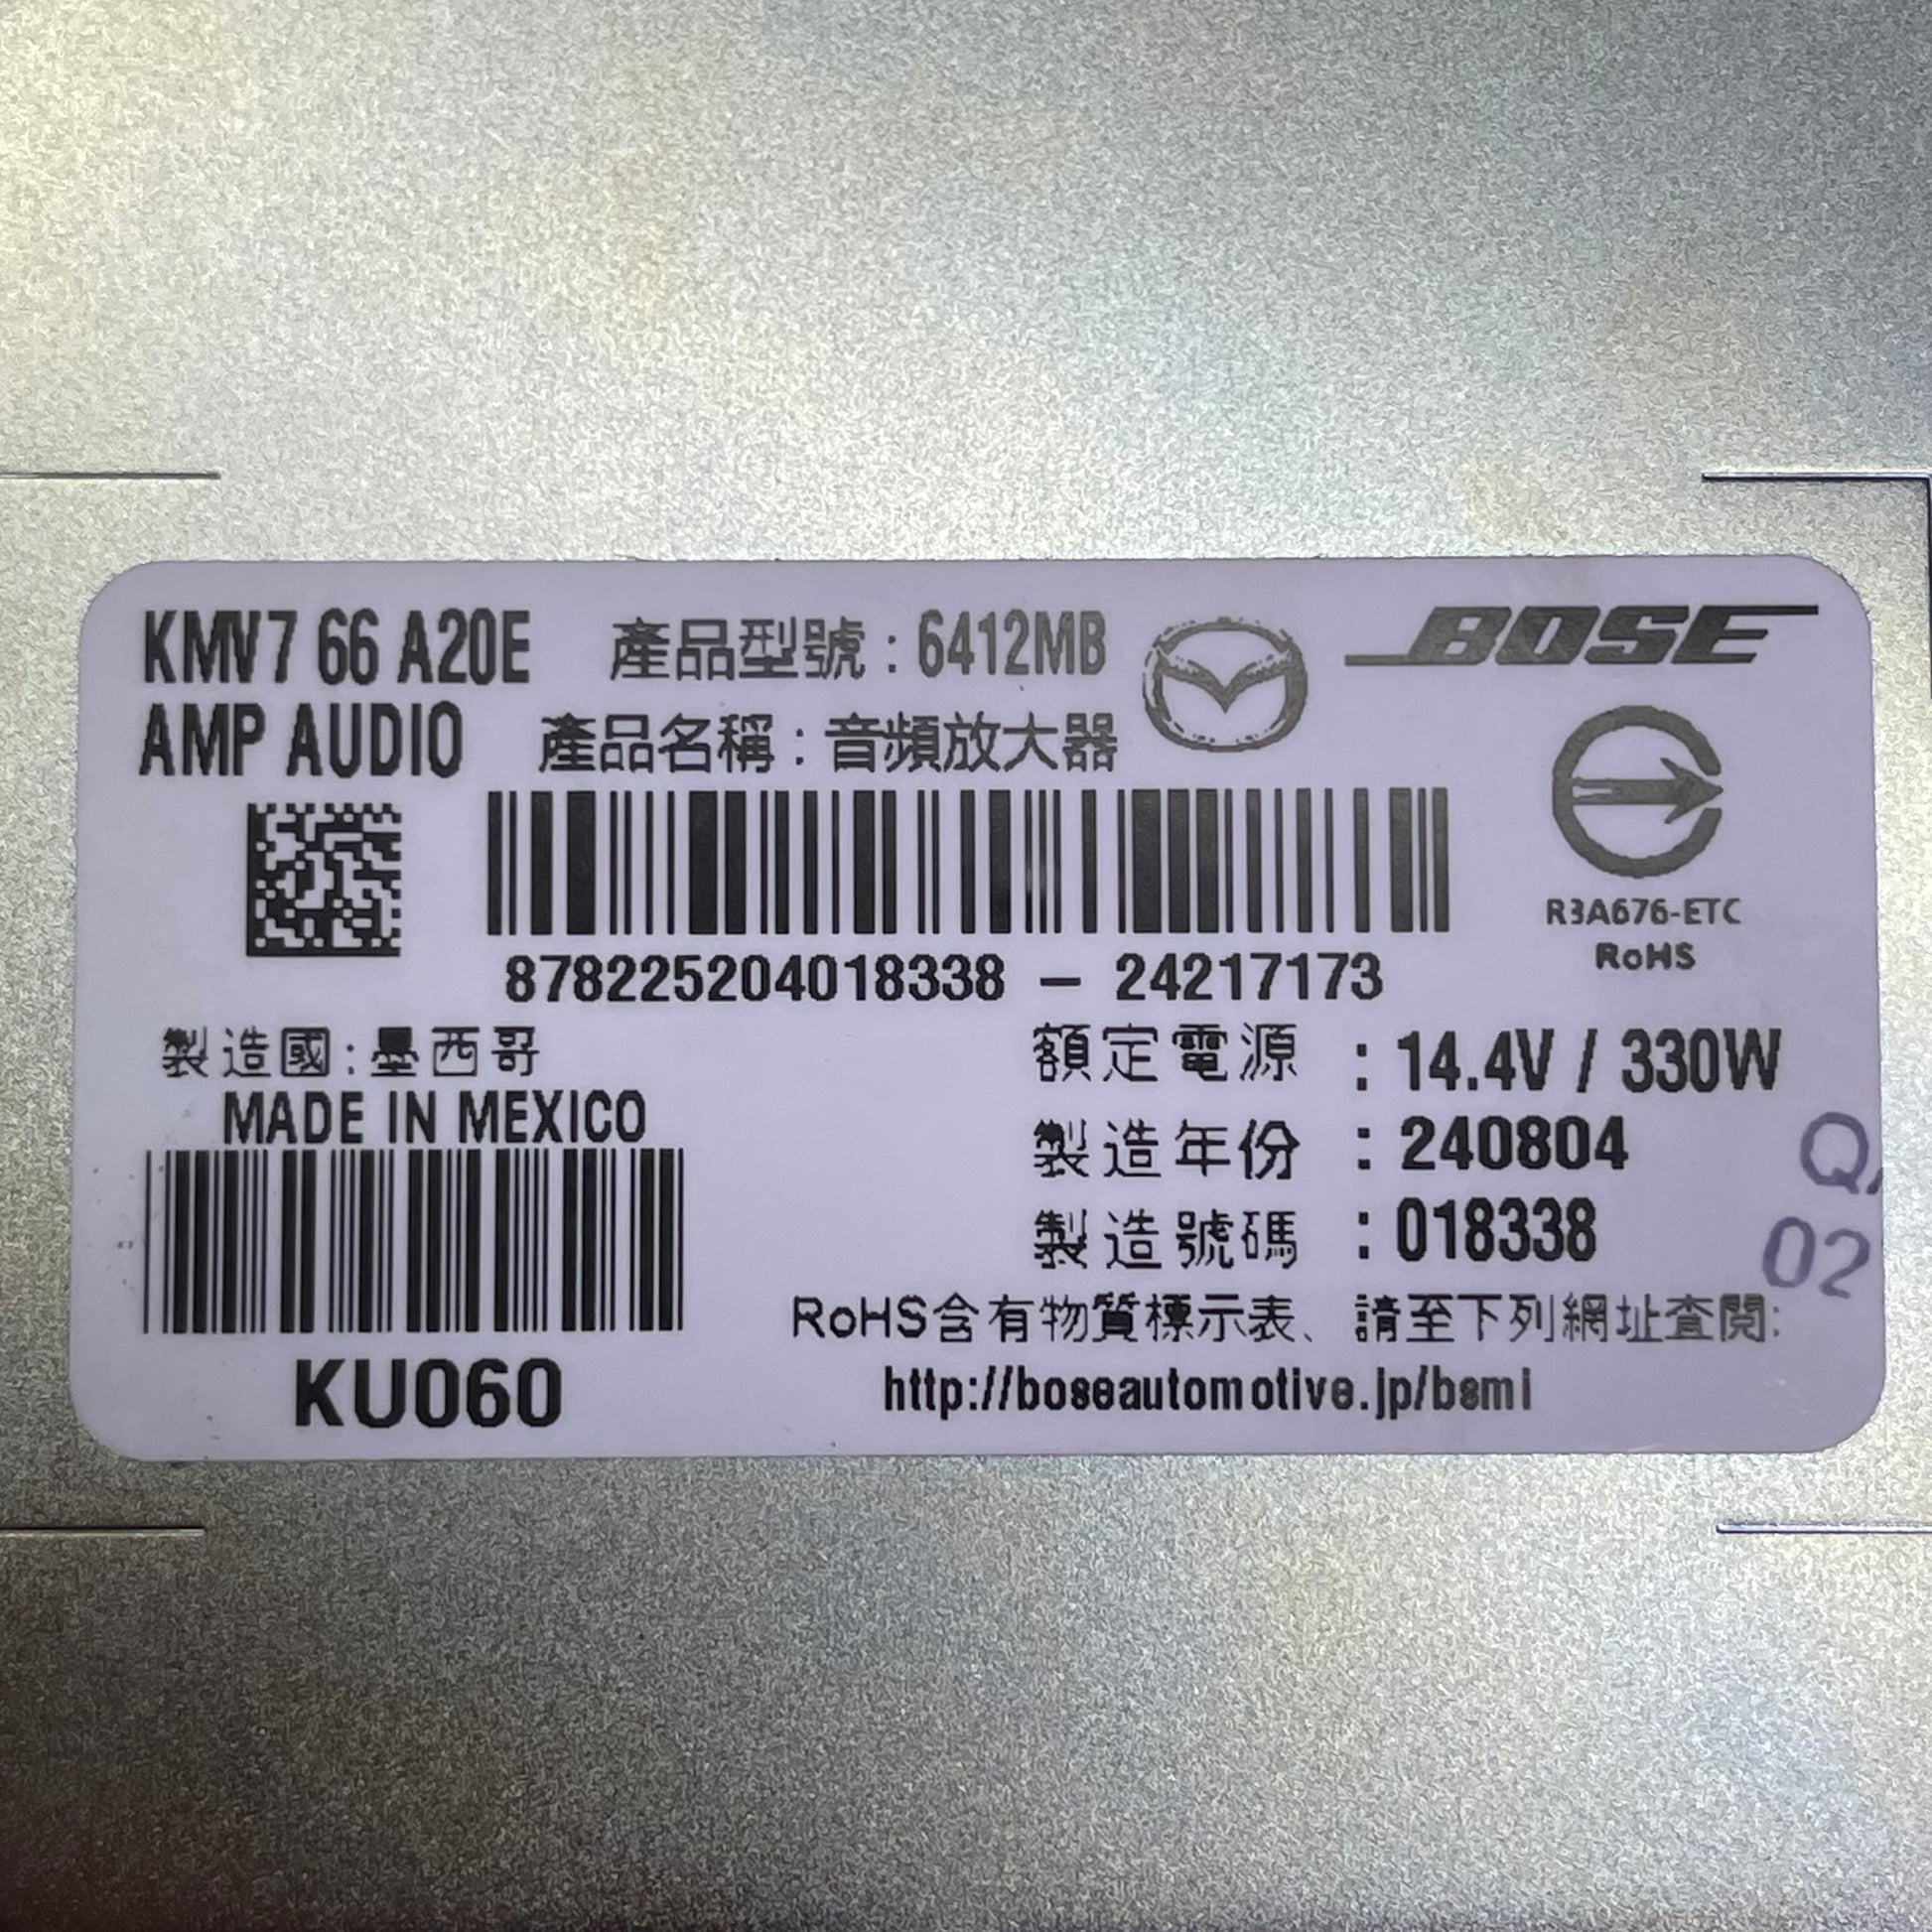 KMV7 66 A20E 產品型號:6412MB BOSE
AMP AUDIO 產品名稱:音頻放大器
R3A676-ETC
RoHS
878225204018338 - 24217173
製造國:墨西哥
MADE IN MEXICO
KU060
額定電源 : 14.4V / 330W
製造年份 : 240804
製造號碼 : 018338
RoHS含有物質標示表、請至下列網址查閱:
http://boseautomotive.jp/bsmi
02